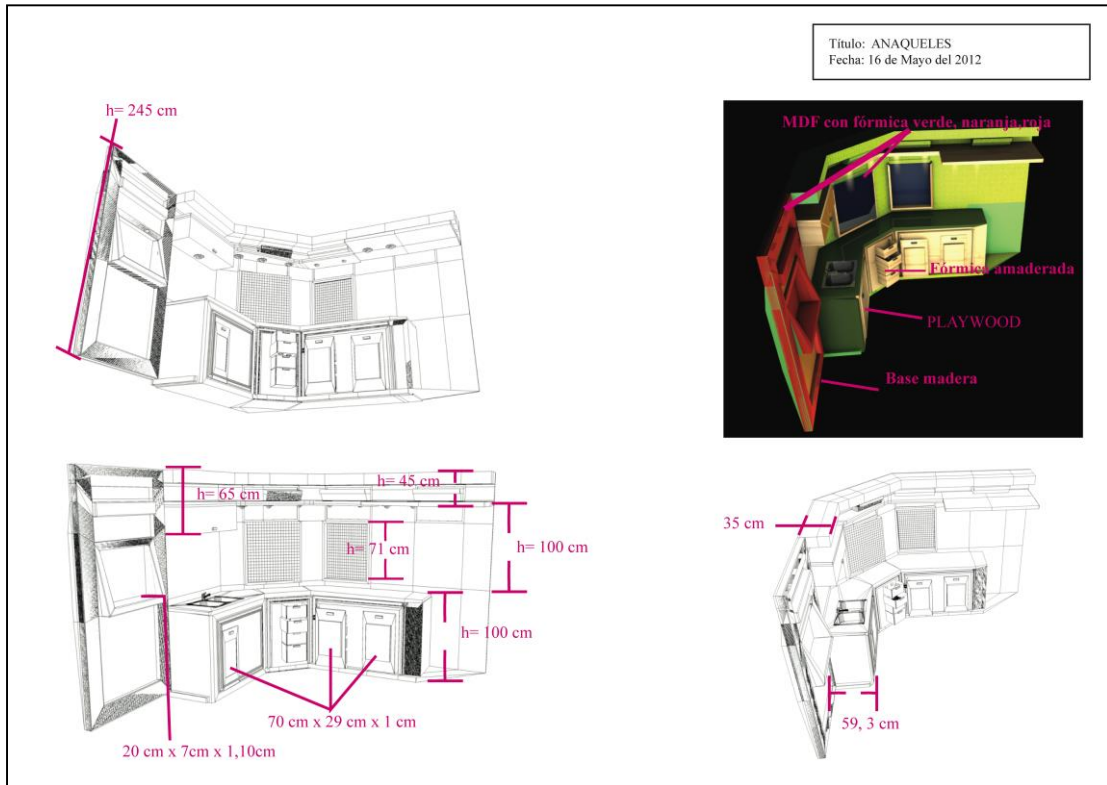 Título: ANAQUELES
Fecha: 16 de Mayo del 2012
h= 245 cm
MDF con fórmica verde, naranja,roja
Fórmica amaderada
PLAYWOOD
Base madera
h= 65 cm
h= 45 cm
h= 71 cm
h= 100 cm
h= 100 cm
70 cm x 29 cm x 1 cm
20 cm x 7cm x 1,10cm
35 cm
59, 3 cm